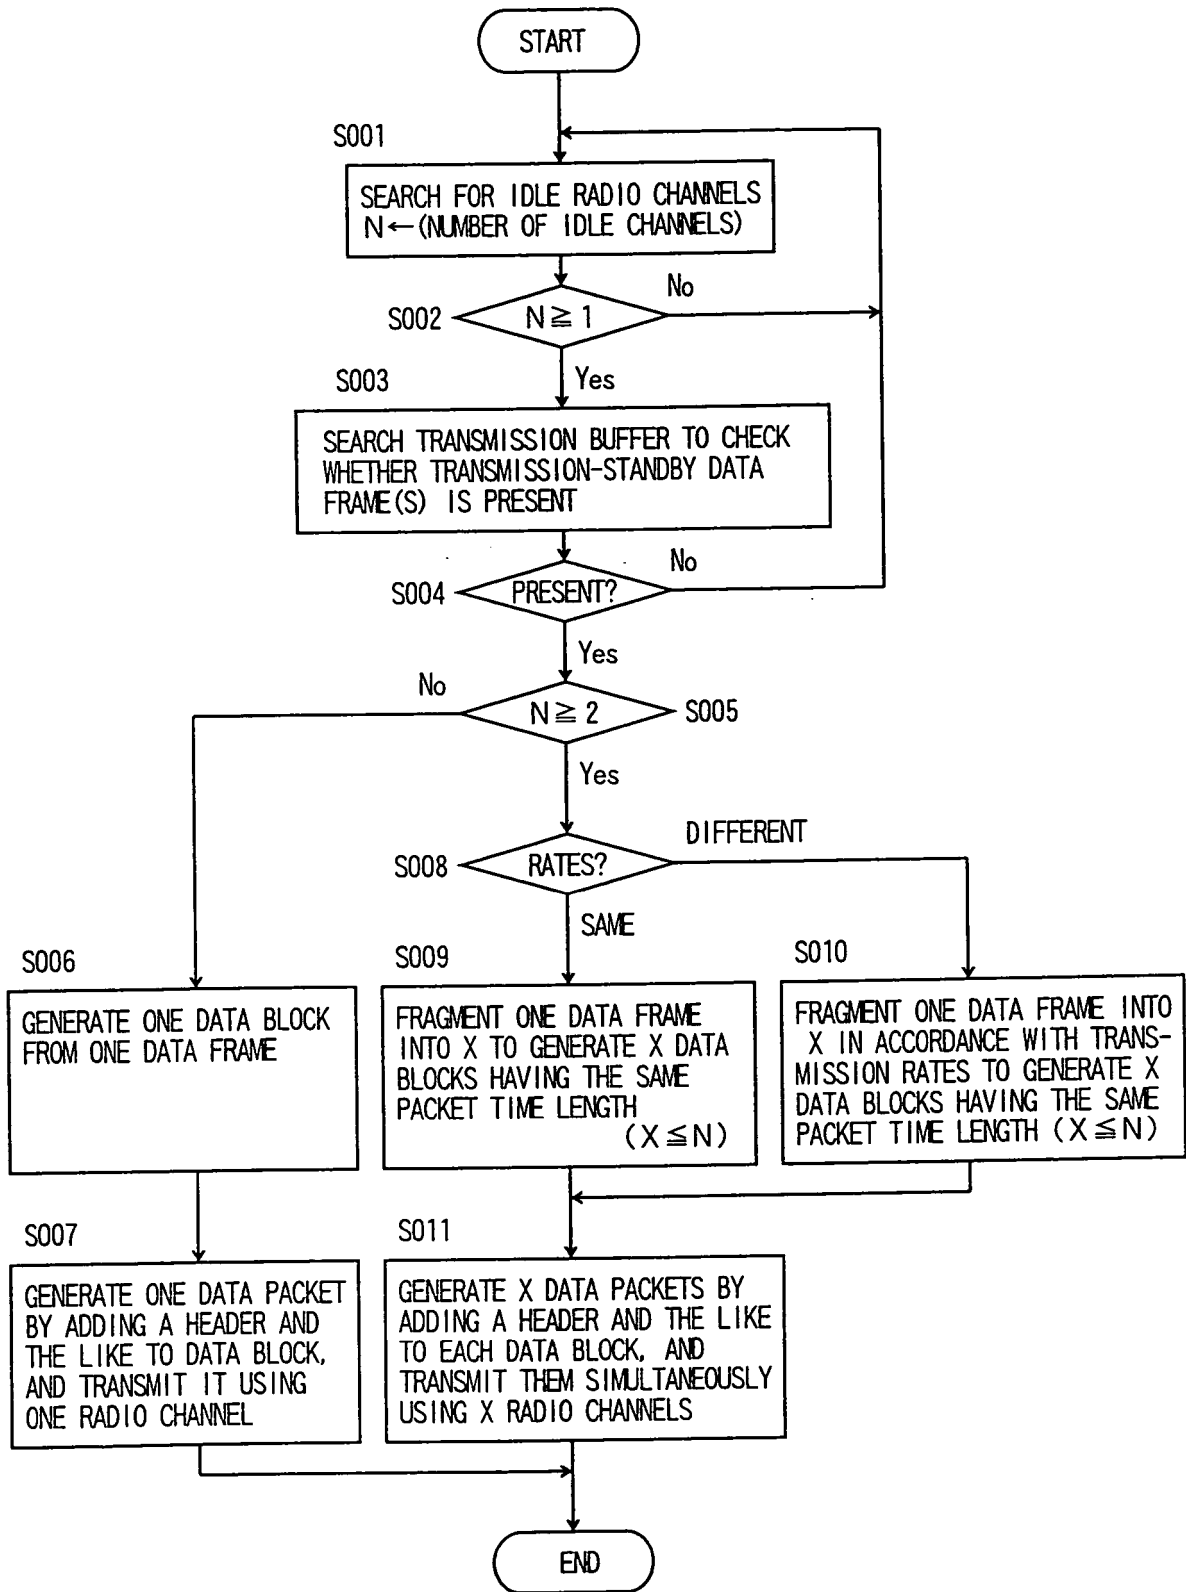 START
S001
SEARCH FOR IDLE RADIO CHANNELS
N←(NUMBER OF IDLE CHANNELS)
No
S002
N≧1
Yes
S003
SEARCH TRANSMISSION BUFFER TO CHECK
WHETHER TRANSMISSION-STANDBY DATA
FRAME(S) IS PRESENT
No
S004
PRESENT?
Yes
No
N≧2
S005
Yes
DIFFERENT
S008
RATES?
SAME
S006
GENERATE ONE DATA BLOCK
FROM ONE DATA FRAME
S009
FRAGMENT ONE DATA FRAME
INTO X TO GENERATE X DATA
BLOCKS HAVING THE SAME
PACKET TIME LENGTH
(X≦N)
S010
FRAGMENT ONE DATA FRAME INTO
X IN ACCORDANCE WITH TRANS-
MISSION RATES TO GENERATE X
DATA BLOCKS HAVING THE SAME
PACKET TIME LENGTH (X≦N)
S007
GENERATE ONE DATA PACKET
BY ADDING A HEADER AND
THE LIKE TO DATA BLOCK,
AND TRANSMIT IT USING
ONE RADIO CHANNEL
S011
GENERATE X DATA PACKETS BY
ADDING A HEADER AND THE LIKE
TO EACH DATA BLOCK, AND
TRANSMIT THEM SIMULTANEOUSLY
USING X RADIO CHANNELS
END